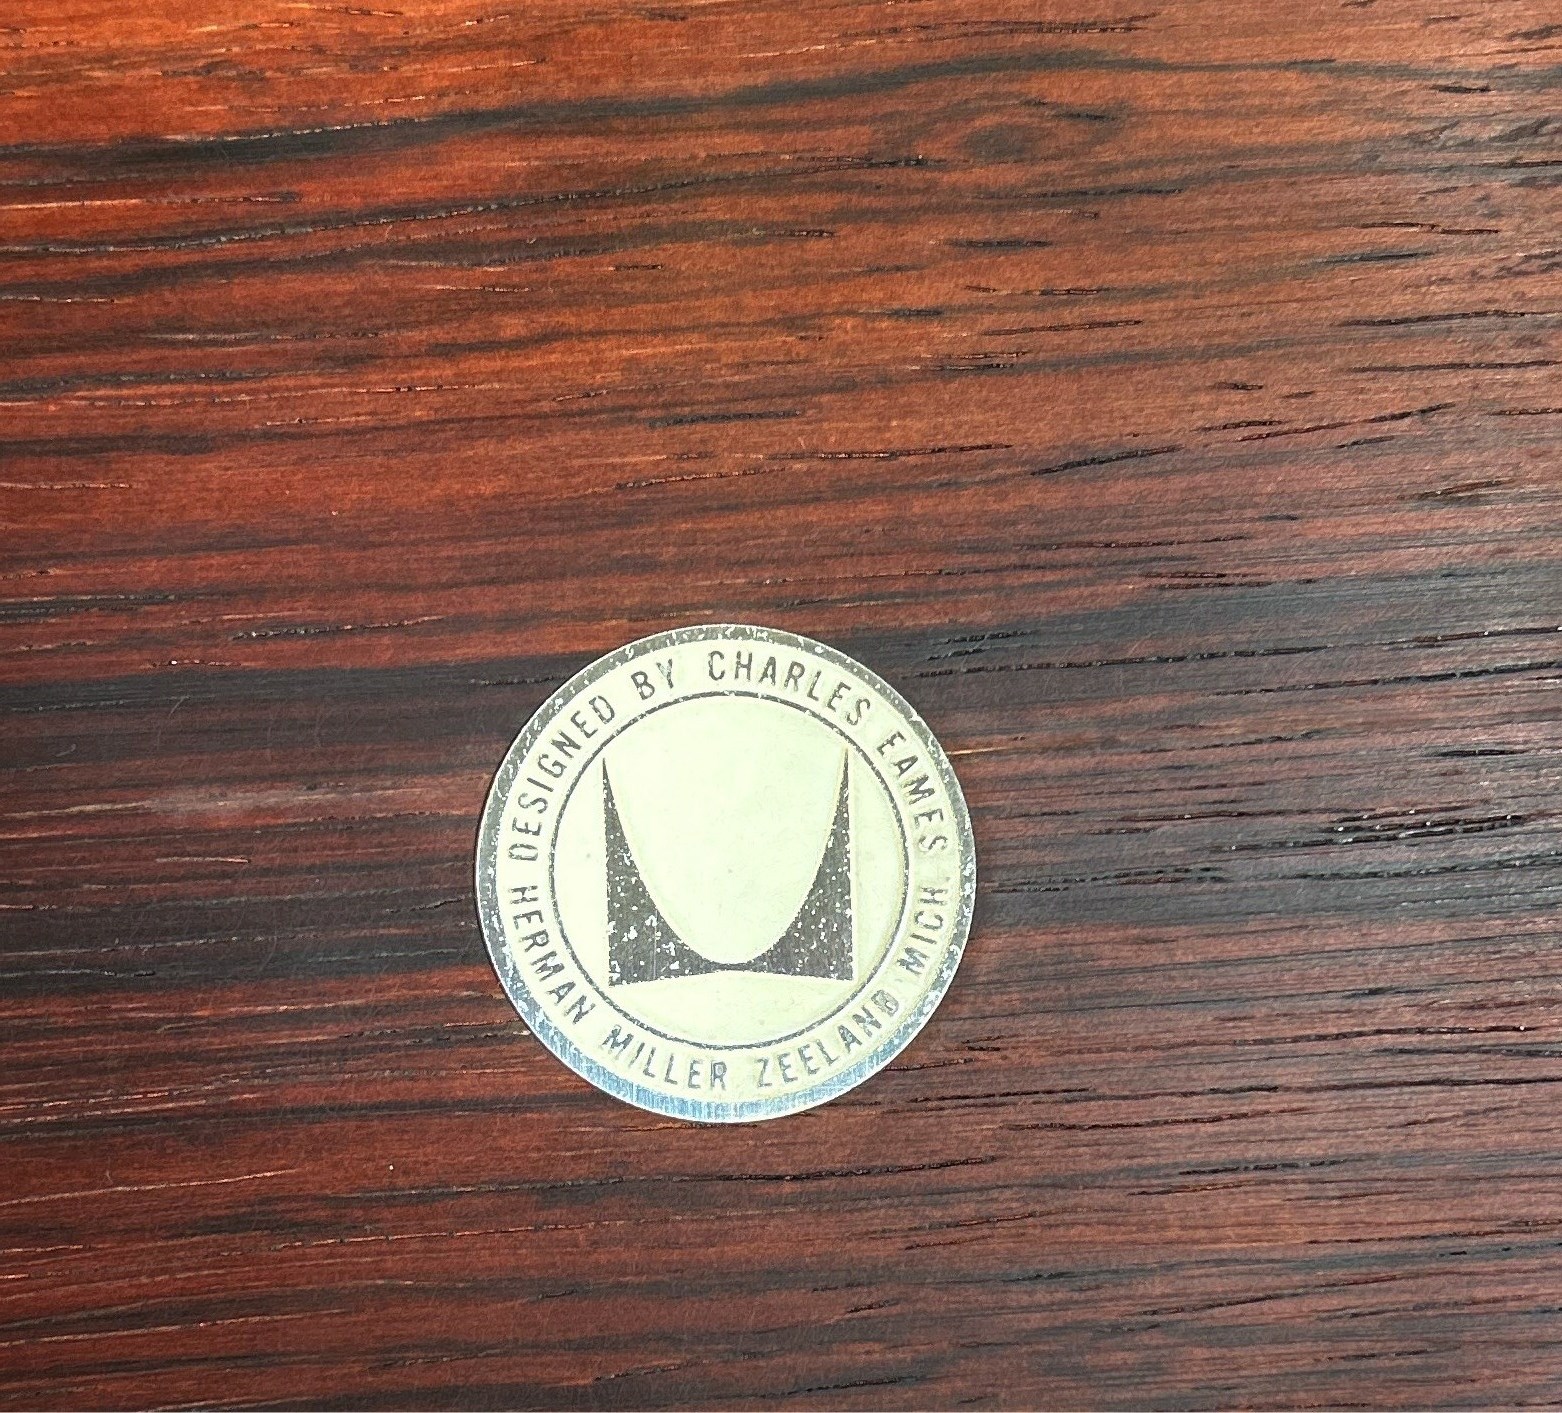 DESIGNED BY CHARLES EAMES
HERMAN MILLER ZEELAND MICH